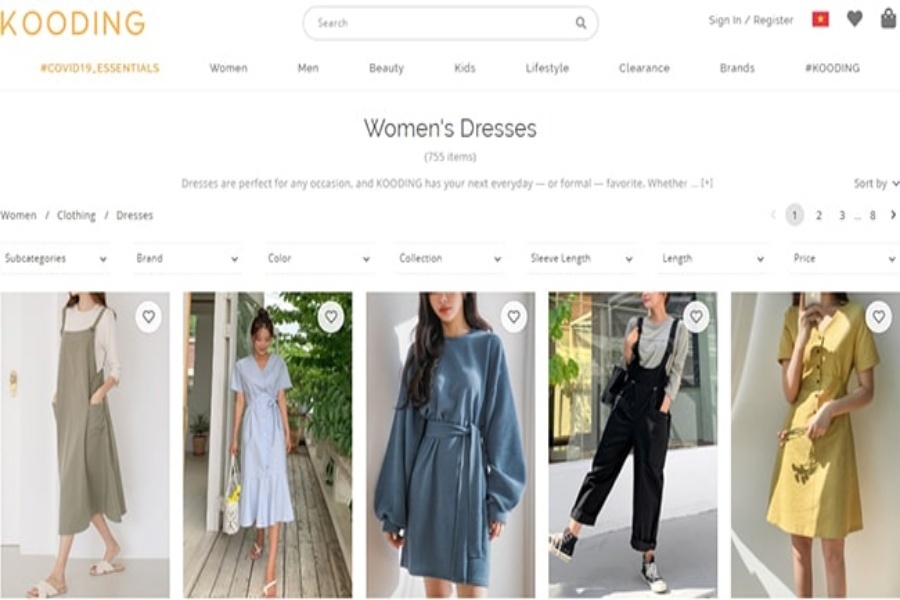 KOODING
Search
Sign In / Register
#COVID19_ESSENTIALS Women Men Beauty Kids Lifestyle Clearance Brands #KOODING
Women's Dresses
(755 items)
Dresses are perfect for any occasion, and KOODING has your next everyday — or formal — favorite. Whether ... [+]
Sort by
Women / Clothing / Dresses
1 2 3 ... 8
Subcategories Brand Color Collection Sleeve Length Length Price